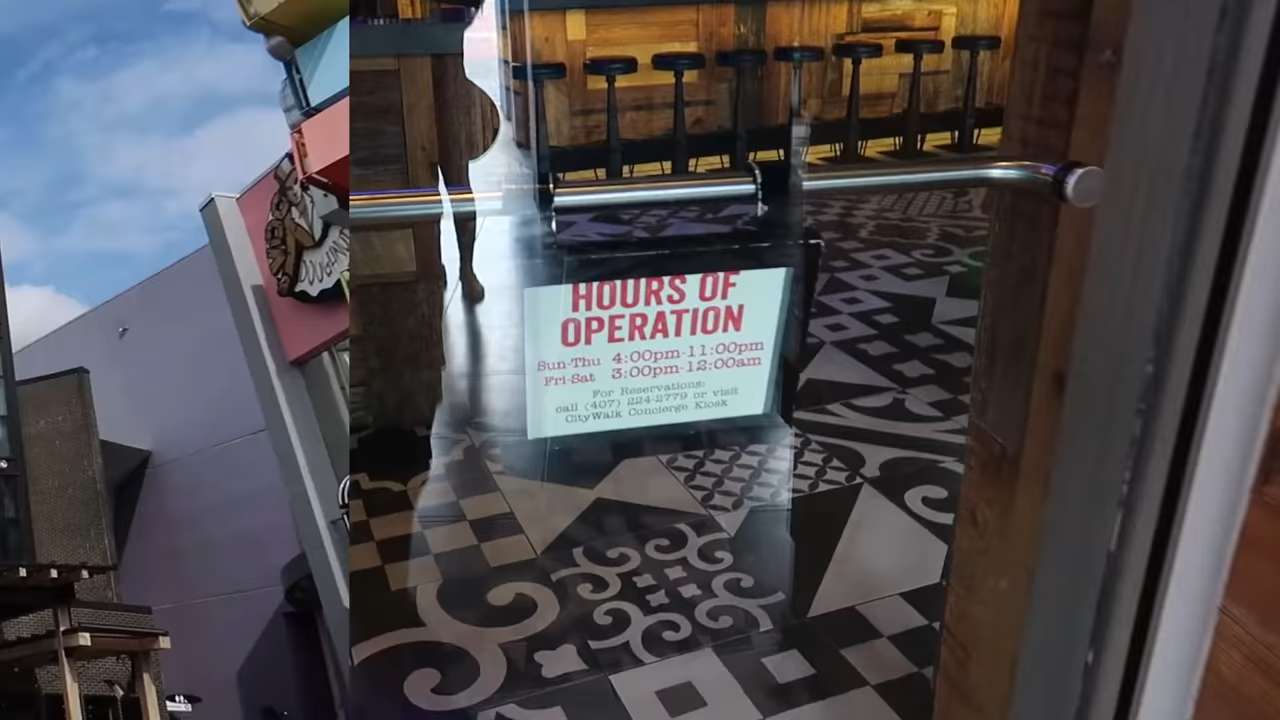 HOURS OF
OPERATION
Sun-Thu 4:00pm-11:00pm
Fri-Sat 3:00pm-12:00am
For Reservations:
call (407) 224-2779 or visit
CityWalk Concierge Kiosk